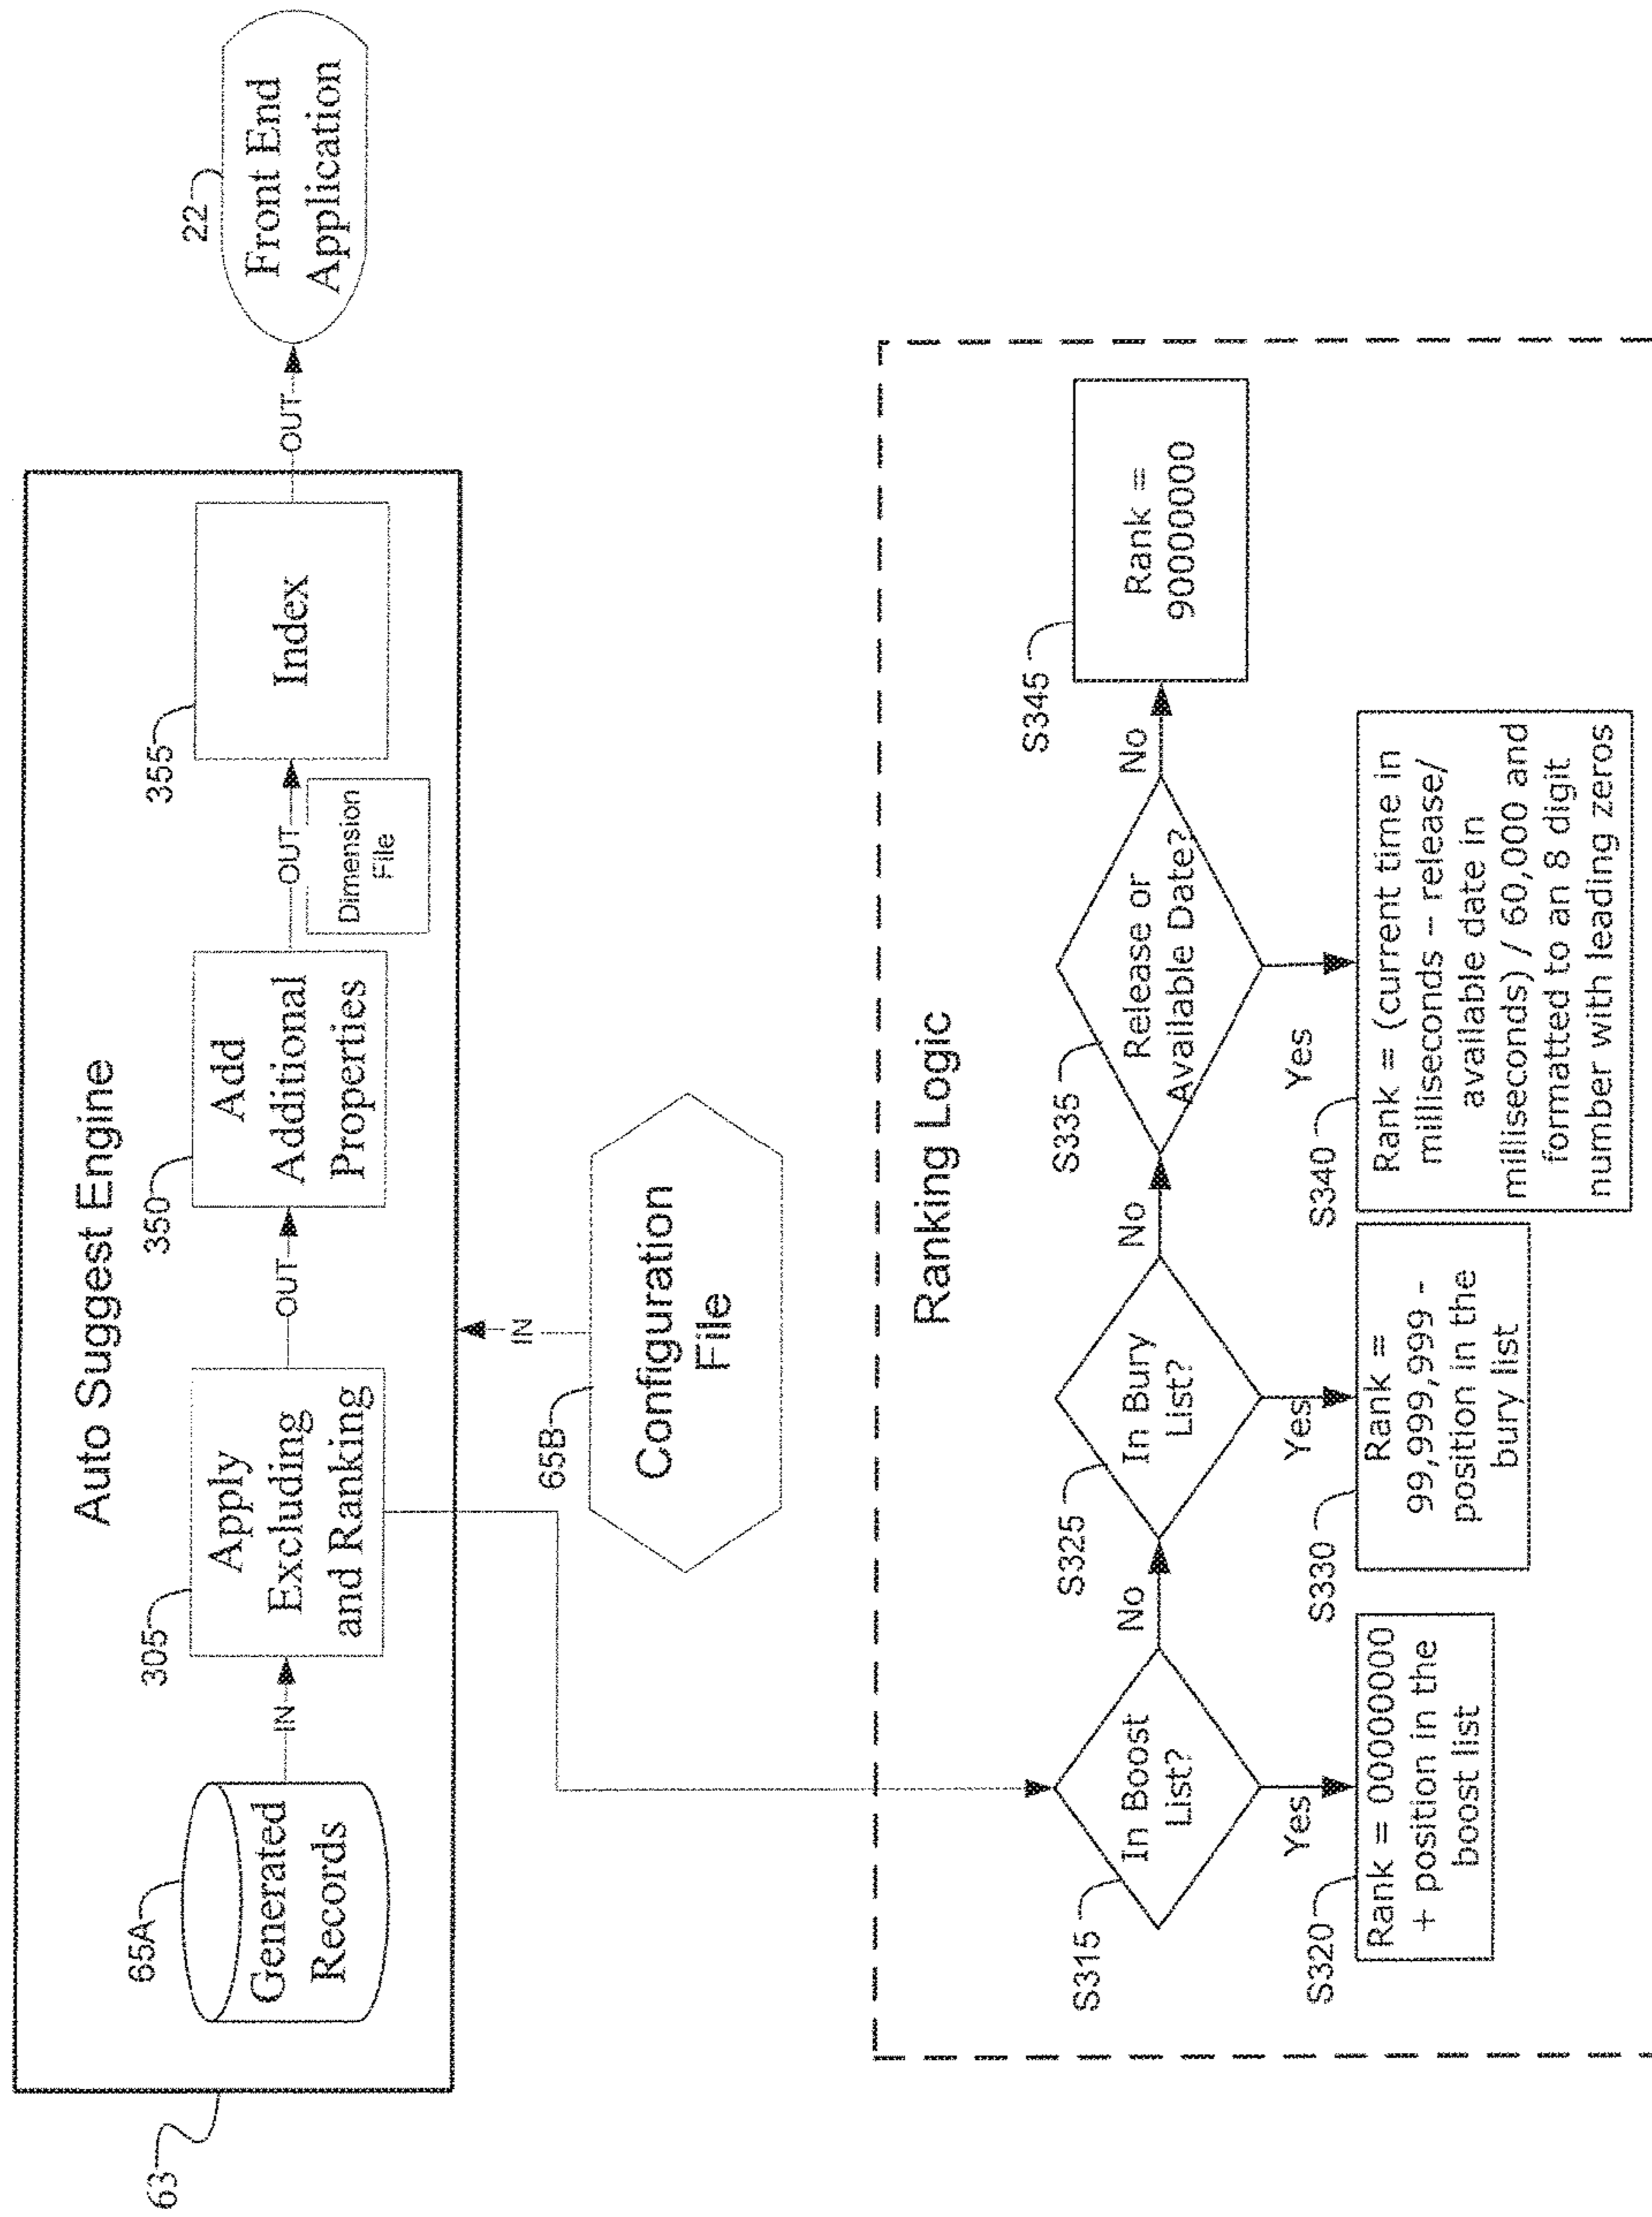 Auto Suggest Engine
63
65A
Generated
Records
IN
305
Apply
Excluding
and Ranking
OUT
350
Add
Additional
Properties
OUT
Dimension
File
355
Index
OUT
22
Front End
Application
IN
65B
Configuration
File
Ranking Logic
S315
In Boost
List?
No
Yes
S320
Rank = 00000000
+ position in the
boost list
S325
In Bury
List?
No
Yes
S330
Rank =
99,999,999 -
position in the
bury list
S335
Release or
Available Date?
No
Yes
S340
Rank = (current time in
milliseconds – release/
available date in
milliseconds) / 60,000 and
formatted to an 8 digit
number with leading zeros
S345
Rank =
90000000